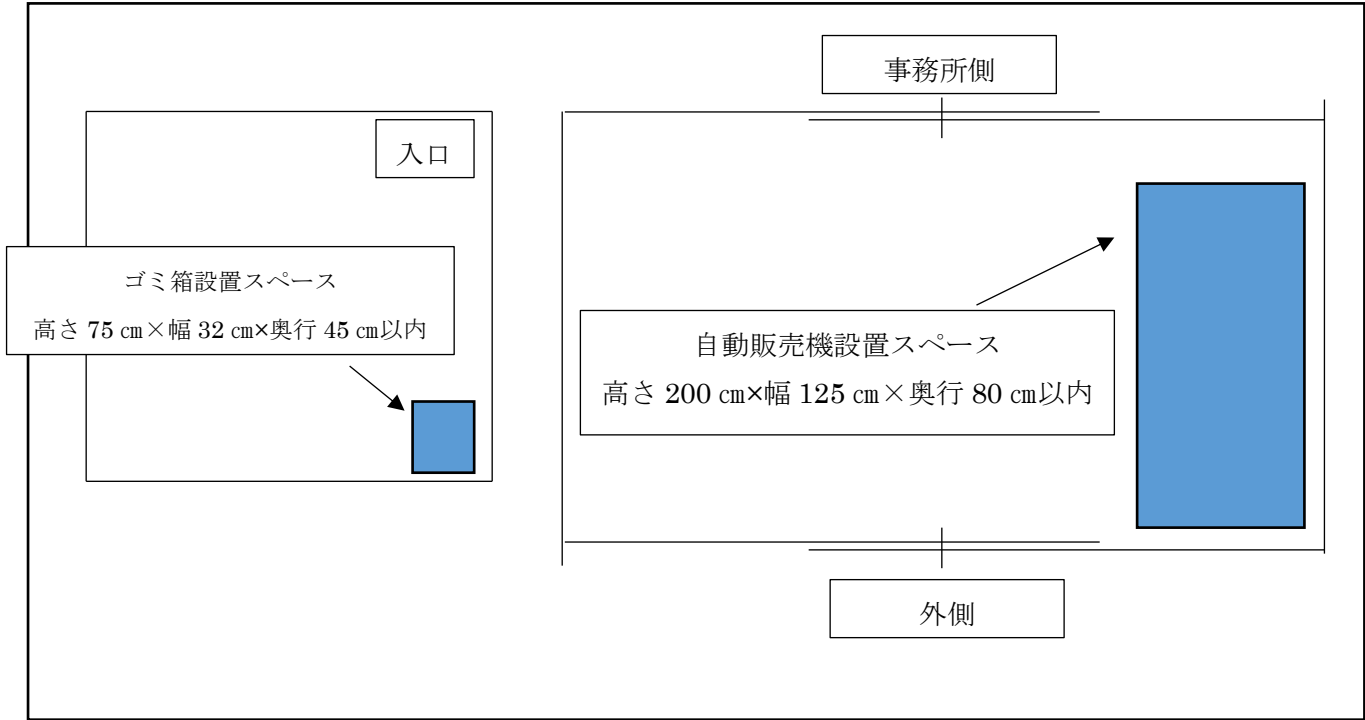 事務所側
入口
ゴミ箱設置スペース
高さ 75 ㎝×幅 32 ㎝×奥行 45 ㎝以内
自動販売機設置スペース
高さ 200 ㎝×幅 125 ㎝×奥行 80 ㎝以内
外側